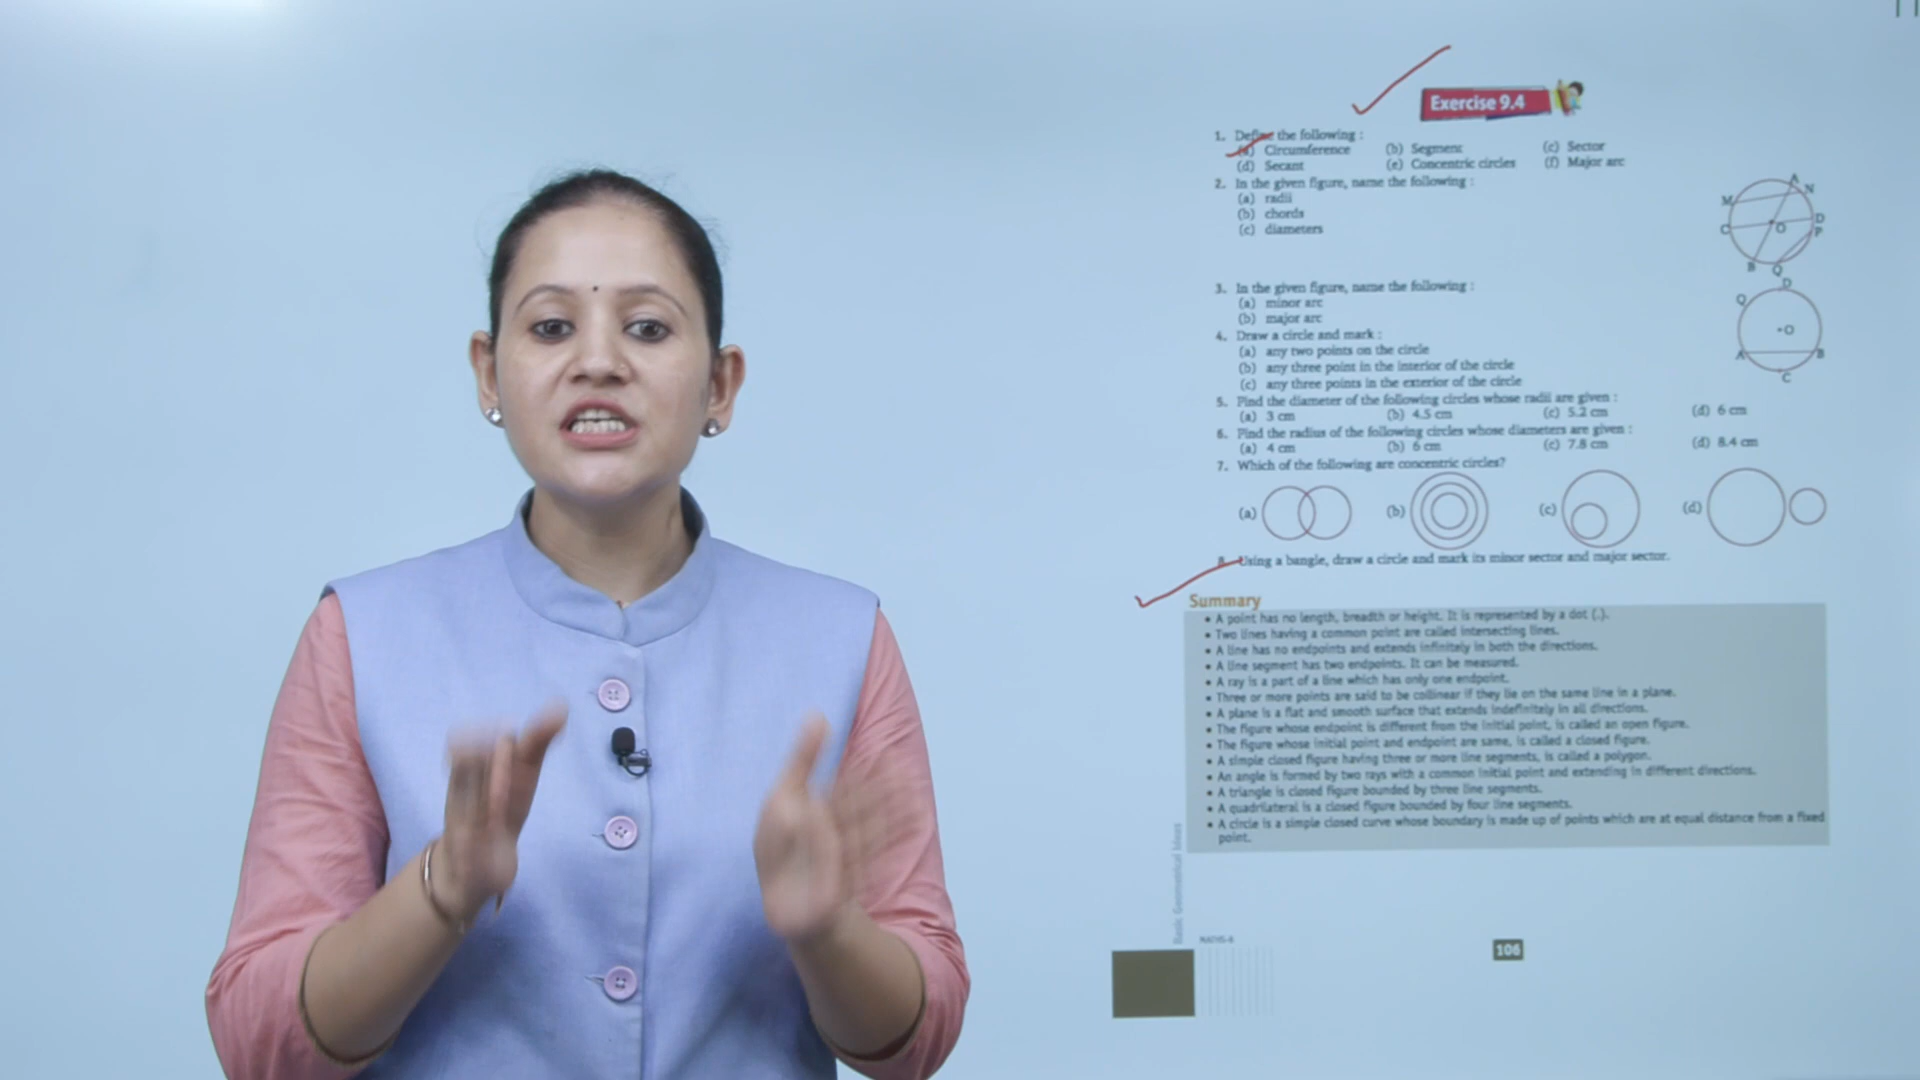 Exercise 9.4
1. Define the following :
(a) Circumference (b) Segment (c) Sector
(d) Secant (e) Concentric circles (f) Major arc
2. In the given figure, name the following :
(a) radii
(b) chords
(c) diameters
A
N
M
D
C
O
P
B
Q
3. In the given figure, name the following :
(a) minor arc
(b) major arc
D
Q
O
A
B
C
4. Draw a circle and mark :
(a) any two points on the circle
(b) any three point in the interior of the circle
(c) any three points in the exterior of the circle
5. Find the diameter of the following circles whose radii are given :
(a) 3 cm (b) 4.5 cm (c) 5.2 cm (d) 6 cm
6. Find the radius of the following circles whose diameters are given :
(a) 4 cm (b) 6 cm (c) 7.8 cm (d) 8.4 cm
7. Which of the following are concentric circles?
(a) (b) (c) (d)
8. Using a bangle, draw a circle and mark its minor sector and major sector.
Summary
• A point has no length, breadth or height. It is represented by a dot (.).
• Two lines having a common point are called intersecting lines.
• A line has no endpoints and extends infinitely in both the directions.
• A line segment has two endpoints. It can be measured.
• A ray is a part of a line which has only one endpoint.
• Three or more points are said to be collinear if they lie on the same line in a plane.
• A plane is a flat and smooth surface that extends indefinitely in all directions.
• The figure whose endpoint is different from the initial point, is called an open figure.
• The figure whose initial point and endpoint are same, is called a closed figure.
• A simple closed figure having three or more line segments, is called a polygon.
• An angle is formed by two rays with a common initial point and extending in different directions.
• A triangle is closed figure bounded by three line segments.
• A quadrilateral is a closed figure bounded by four line segments.
• A circle is a simple closed curve whose boundary is made up of points which are at equal distance from a fixed
point.
Basic Geometrical Ideas
MATHS-6
106